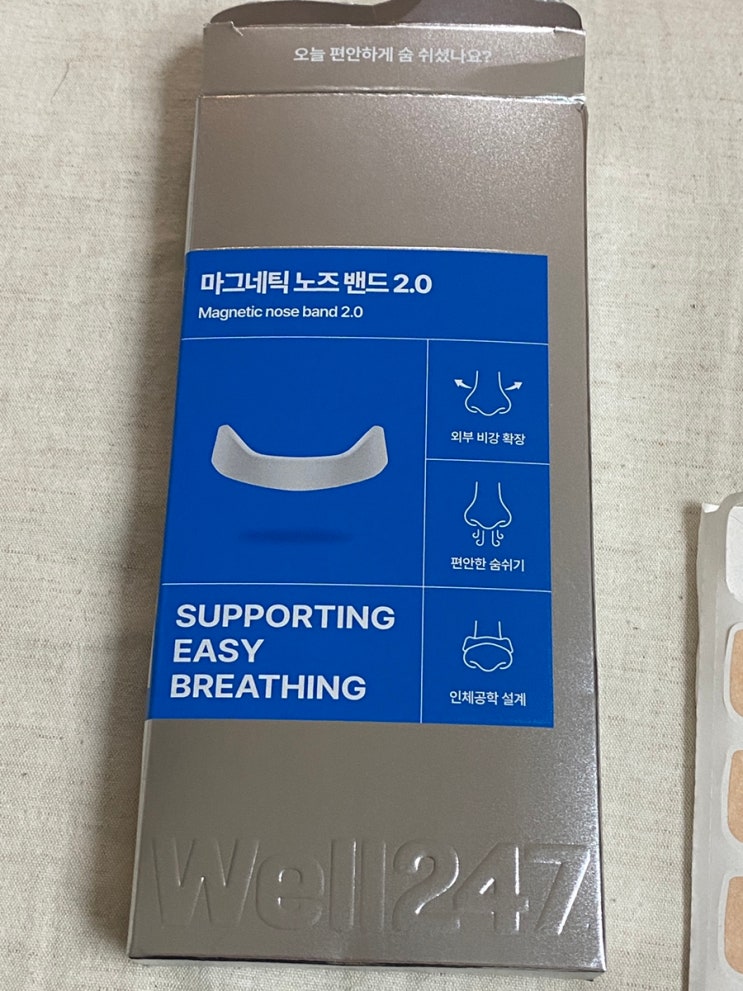 오늘 편안하게 숨 쉬셨나요?
마그네틱 노즈 밴드 2.0
Magnetic nose band 2.0
외부 비강 확장
편안한 숨쉬기
인체공학 설계
SUPPORTING
EASY
BREATHING
Well247